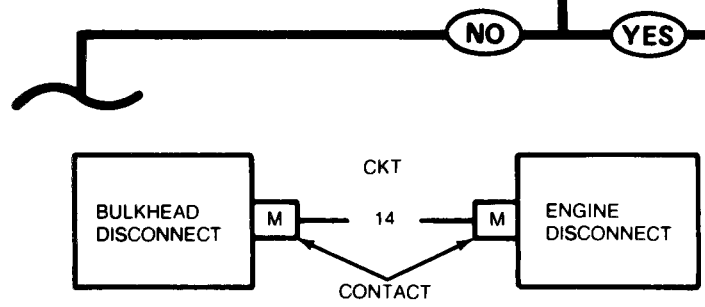 NO YES
CKT
BULKHEAD
DISCONNECT
M 14 M
ENGINE
DISCONNECT
CONTACT